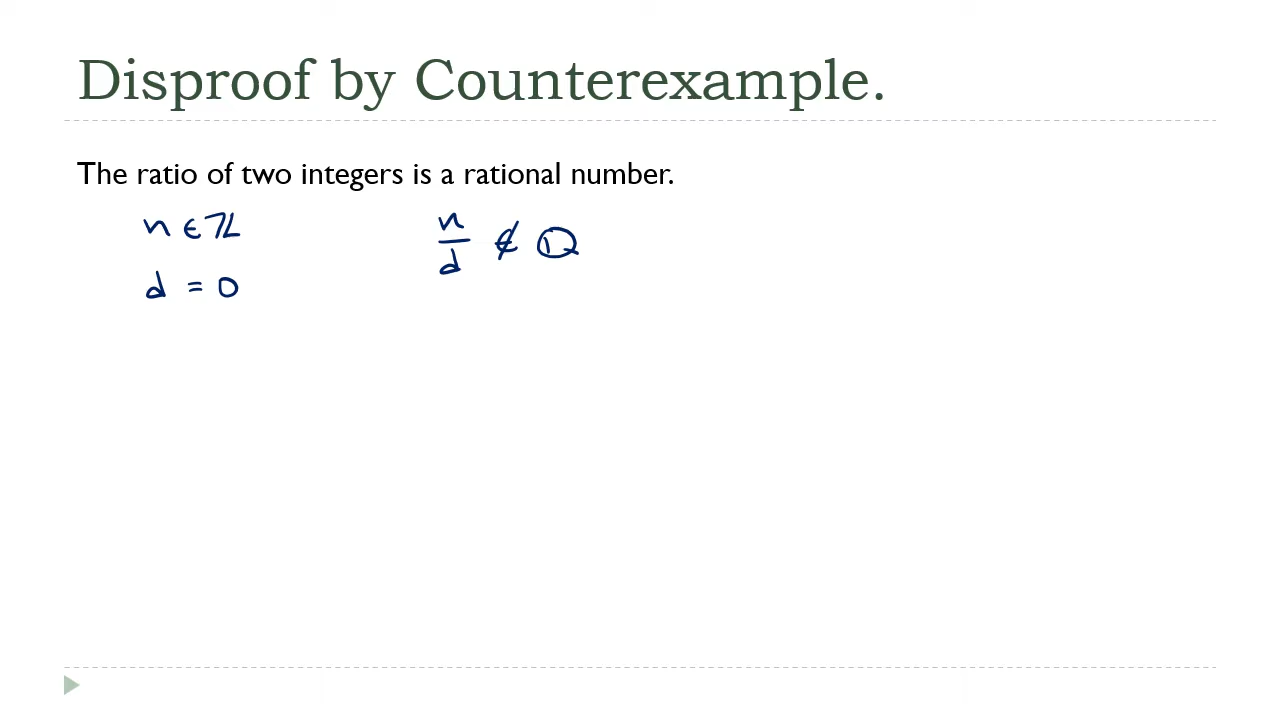 Disproof by Counterexample.
The ratio of two integers is a rational number.
n ∈ ℤ
n/d ∉ ℚ
d = 0